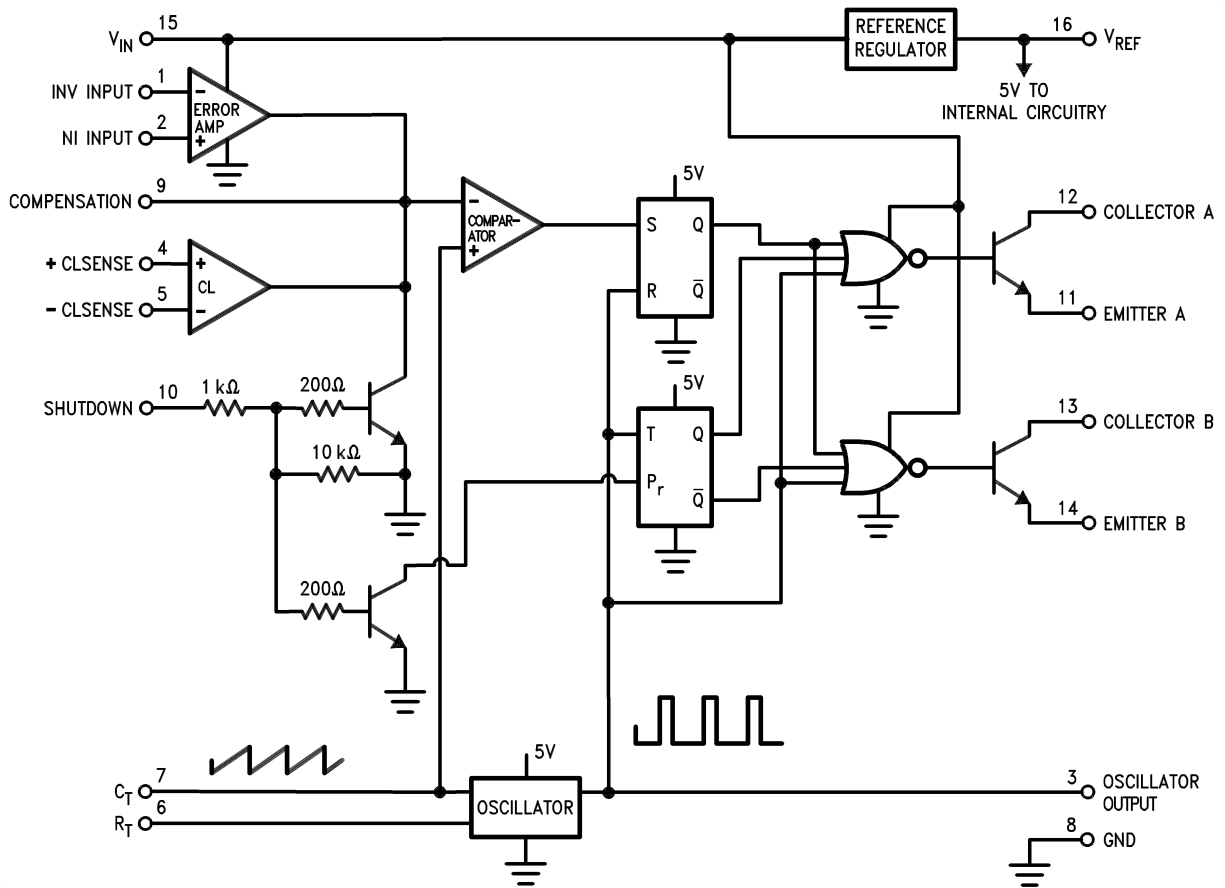 15
V_IN
REFERENCE
REGULATOR
16
V_REF
1
INV INPUT
-
ERROR
AMP
+
2
NI INPUT
5V TO
INTERNAL CIRCUITRY
9
COMPENSATION
-
COMPAR-
ATOR
+
5V
S Q
R Q̅
12
COLLECTOR A
11
EMITTER A
4
+ CLSENSE
+
CL
-
5
- CLSENSE
10
SHUTDOWN
1 kΩ
200Ω
10 kΩ
200Ω
5V
T Q
Pr
Q̅
13
COLLECTOR B
14
EMITTER B
7
C_T
6
R_T
5V
OSCILLATOR
3
OSCILLATOR
OUTPUT
8
GND